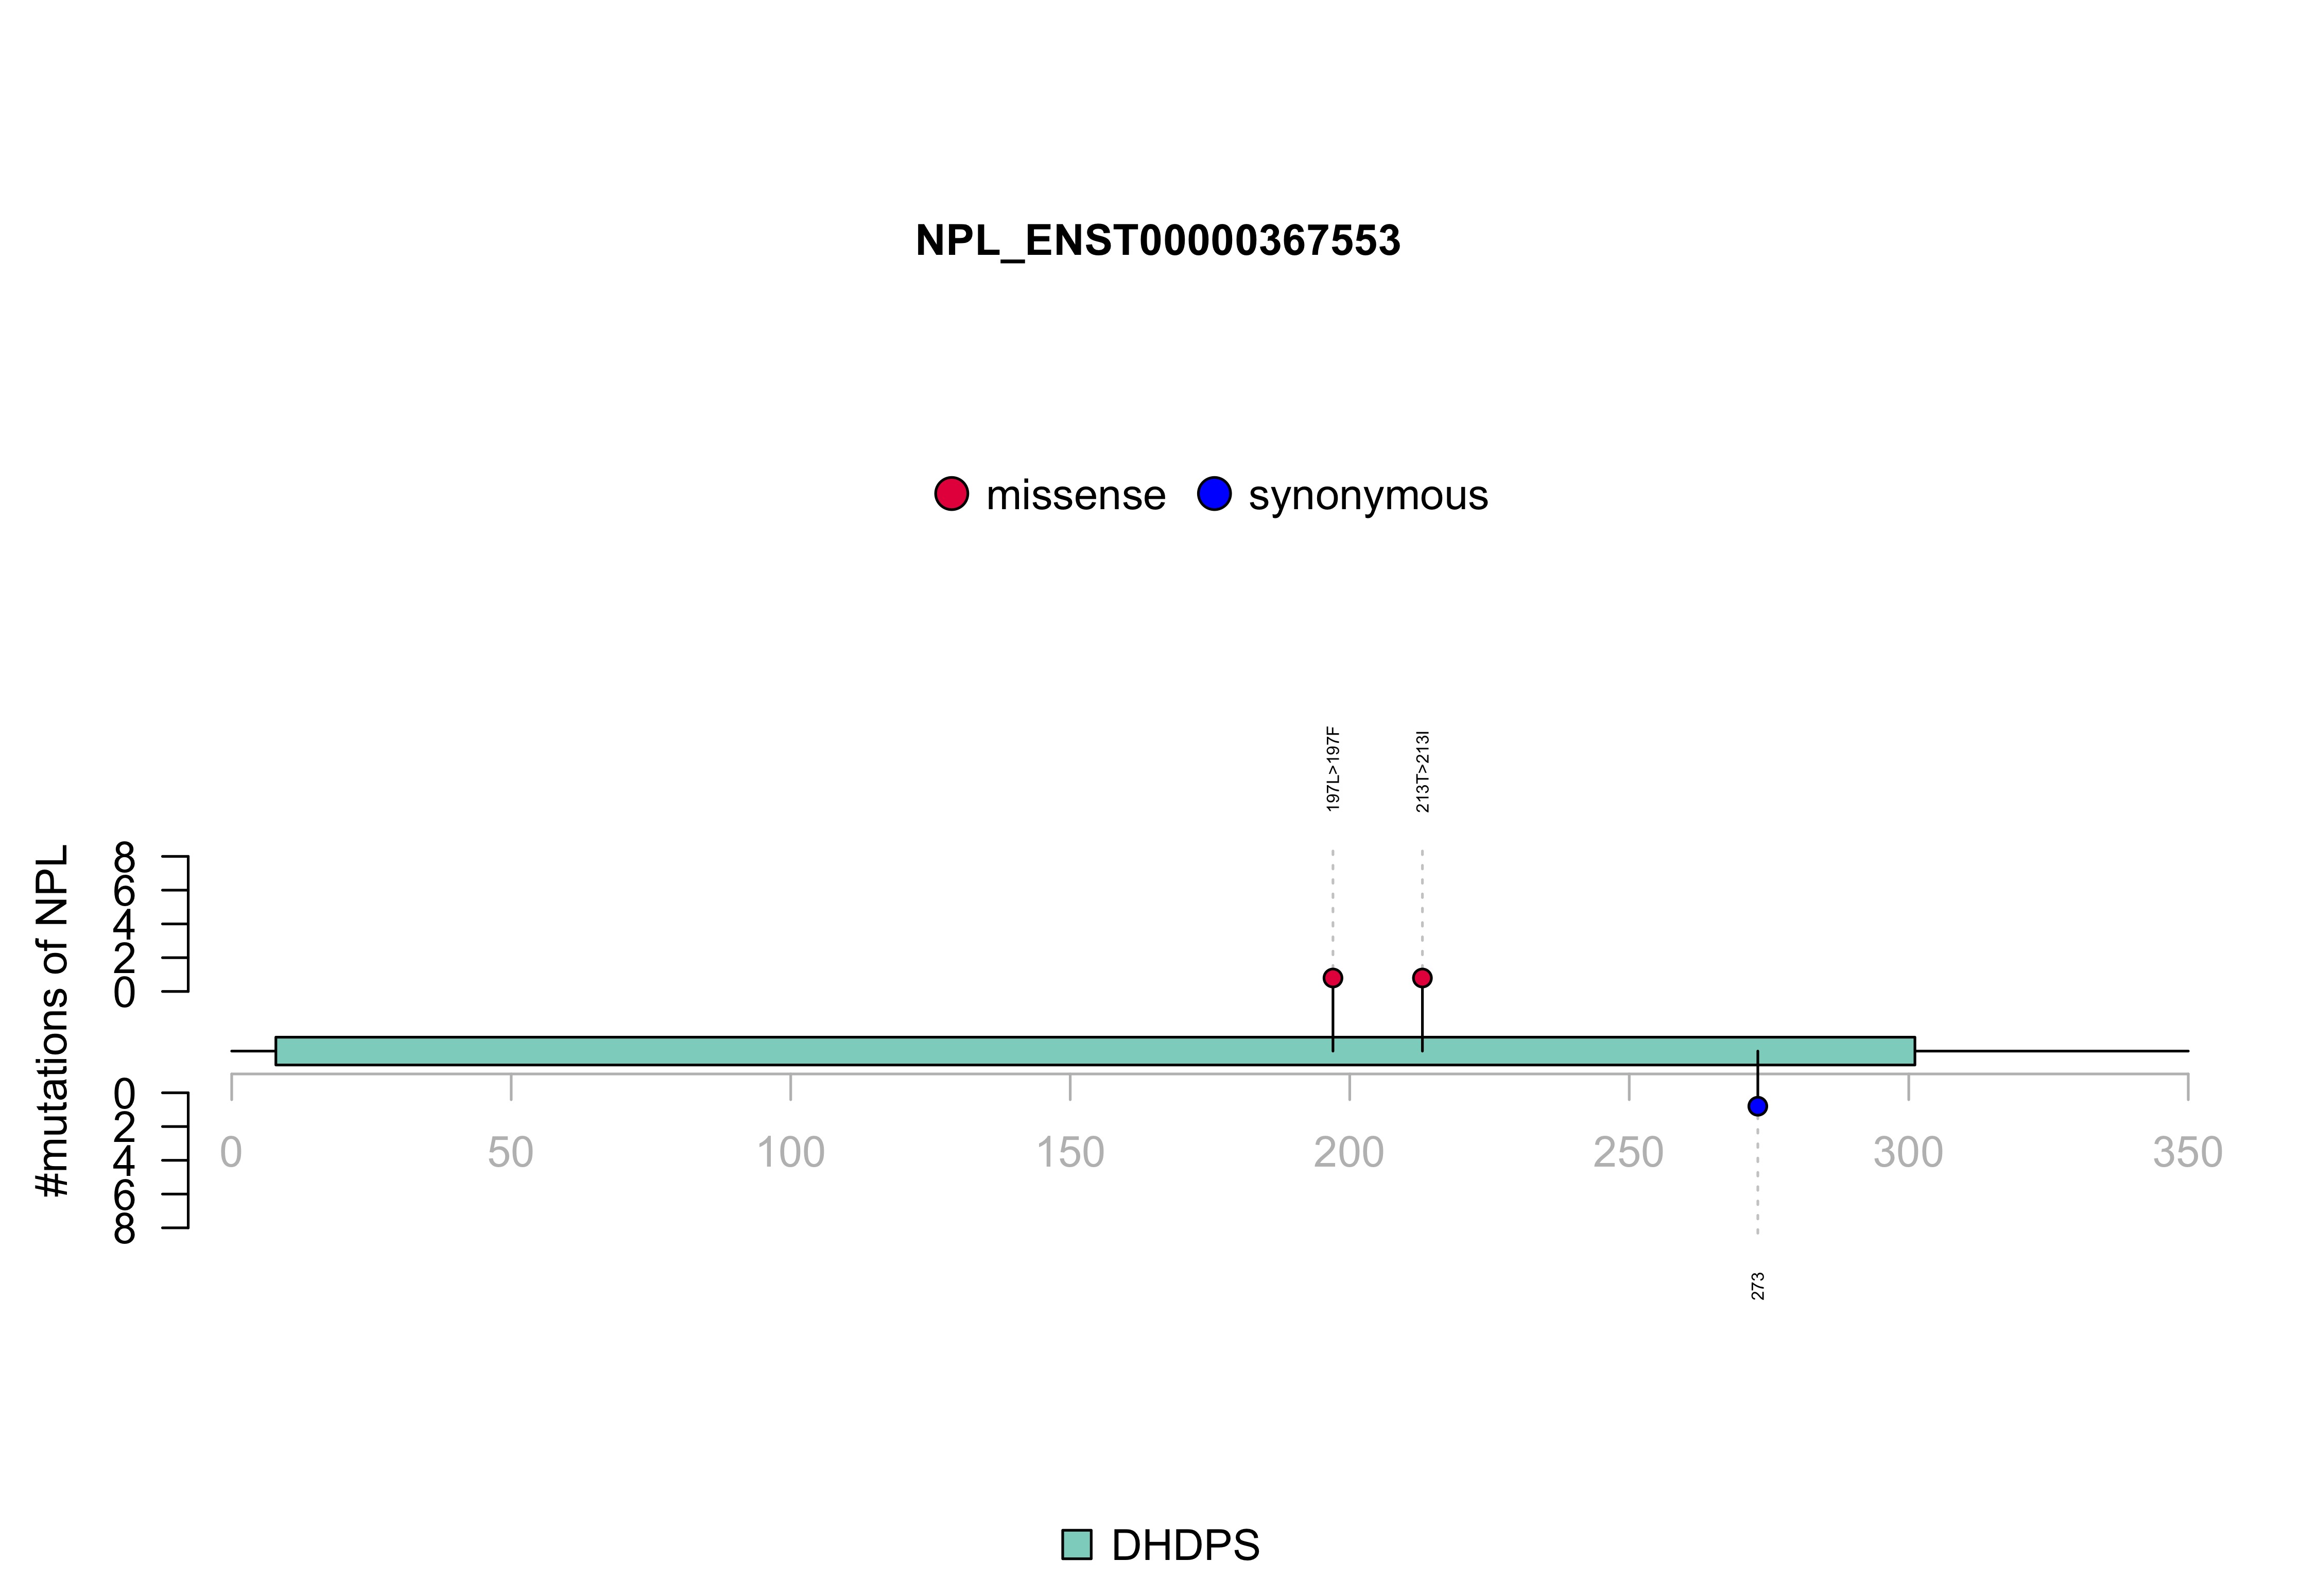 NPL_ENST00000367553
missense synonymous
197L>197F 213T>213I
#mutations of NPL
8
6
4
2
0
0
2
4
6
8
0 50 100 150 200 250 300 350
273
DHDPS